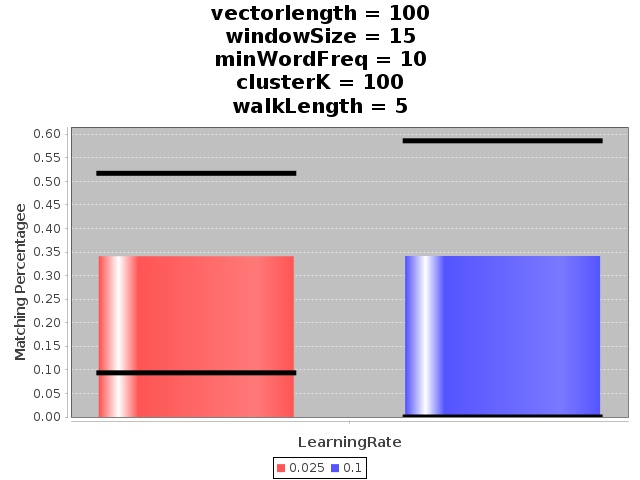 vectorlength = 100
windowSize = 15
minWordFreq = 10
clusterK = 100
walkLength = 5
0.60
0.55
0.50
0.45
0.40
0.35
0.30
0.25
0.20
0.15
0.10
0.05
0.00
Matching Percentagee
LearningRate
0.025 0.1